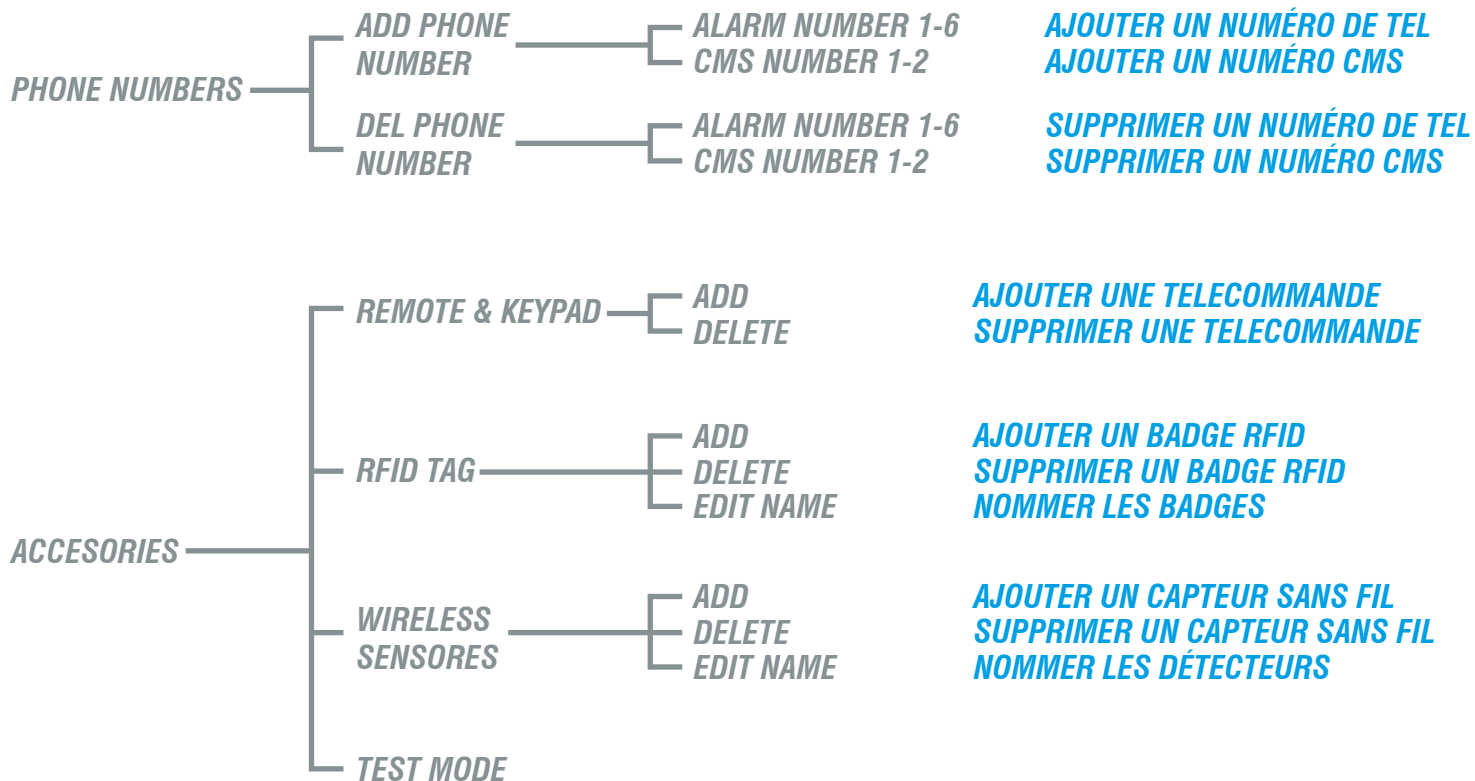 ADD PHONE
NUMBER
ALARM NUMBER 1-6
AJOUTER UN NUMÉRO DE TEL
CMS NUMBER 1-2
AJOUTER UN NUMÉRO CMS
PHONE NUMBERS
DEL PHONE
NUMBER
ALARM NUMBER 1-6
SUPPRIMER UN NUMÉRO DE TEL
CMS NUMBER 1-2
SUPPRIMER UN NUMÉRO CMS
REMOTE & KEYPAD
ADD
AJOUTER UNE TELECOMMANDE
DELETE
SUPPRIMER UNE TELECOMMANDE
RFID TAG
ADD
AJOUTER UN BADGE RFID
DELETE
SUPPRIMER UN BADGE RFID
EDIT NAME
NOMMER LES BADGES
ACCESORIES
WIRELESS
SENSORES
ADD
AJOUTER UN CAPTEUR SANS FIL
DELETE
SUPPRIMER UN CAPTEUR SANS FIL
EDIT NAME
NOMMER LES DÉTECTEURS
TEST MODE